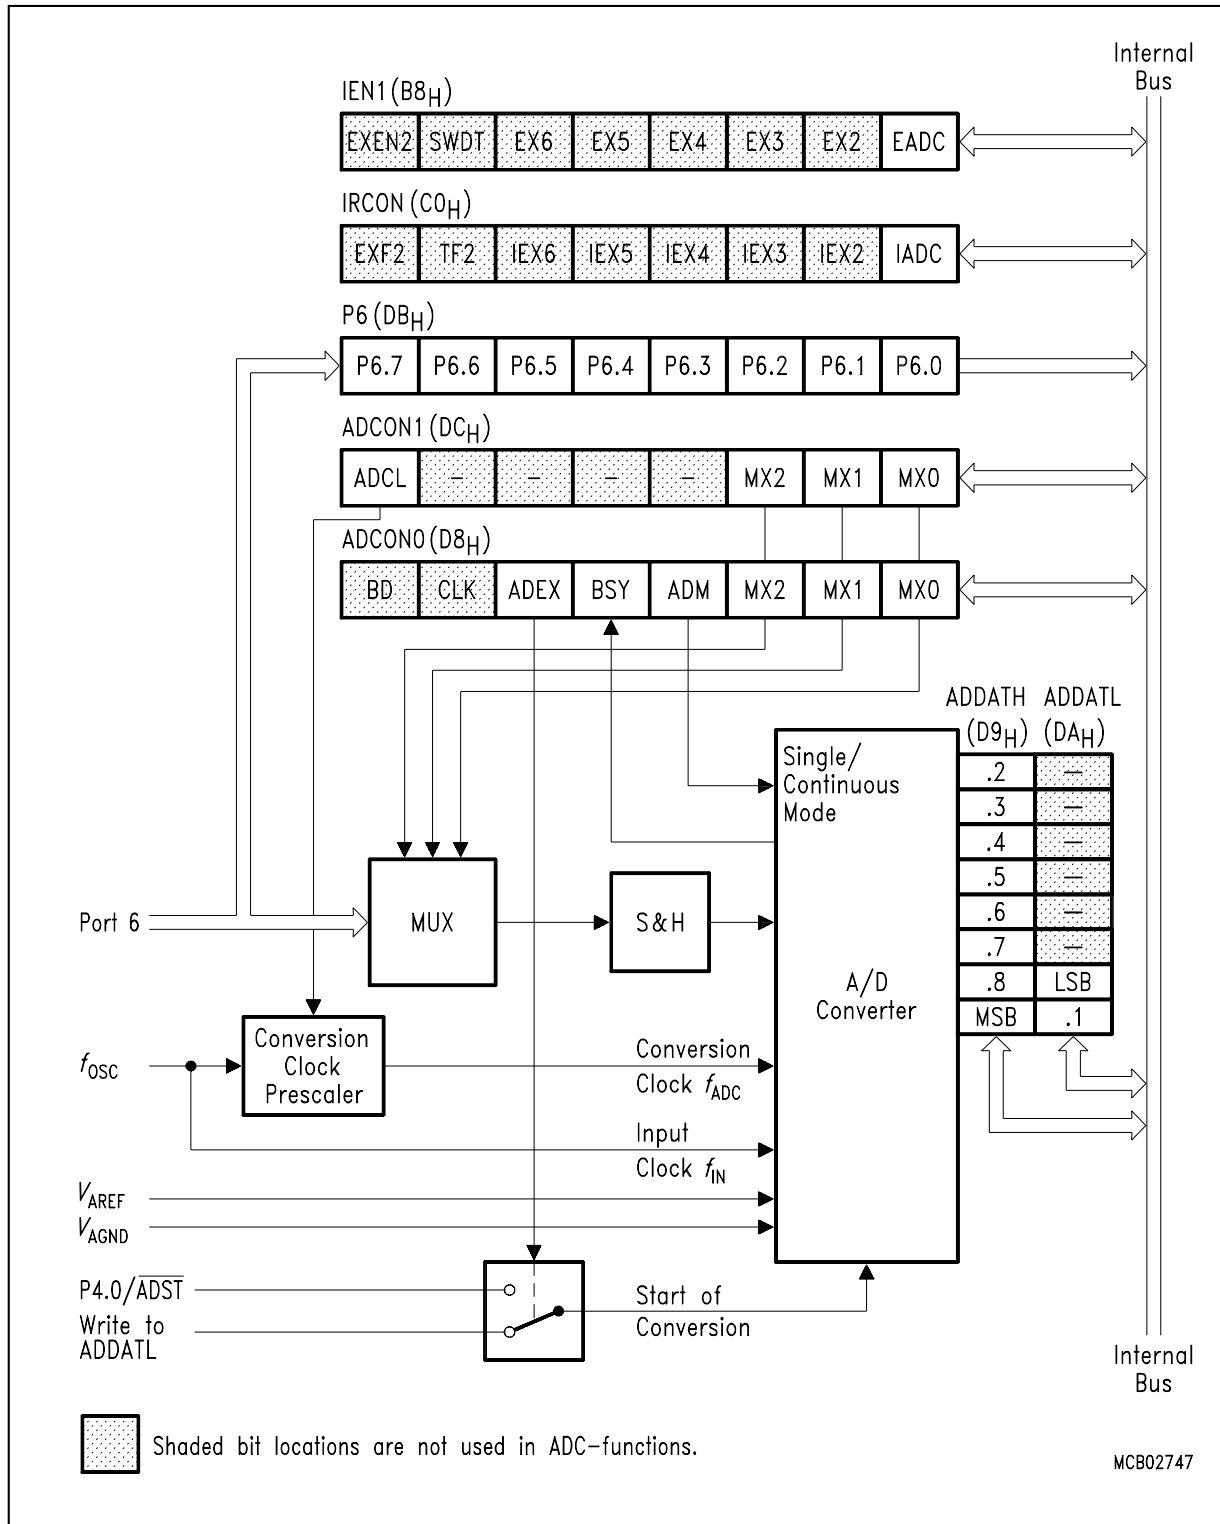 Internal
Bus
IEN1 (B8H)
EXEN2 SWDT EX6 EX5 EX4 EX3 EX2 EADC
IRCON (C0H)
EXF2 TF2 IEX6 IEX5 IEX4 IEX3 IEX2 IADC
P6 (DBH)
P6.7 P6.6 P6.5 P6.4 P6.3 P6.2 P6.1 P6.0
ADCON1 (DCH)
ADCL – – – – MX2 MX1 MX0
ADCON0 (D8H)
BD CLK ADEX BSY ADM MX2 MX1 MX0
ADDATH ADDATL
(D9H) (DAH)
Single/
Continuous
Mode
.2 –
.3 –
.4 –
.5 –
.6 –
.7 –
.8 LSB
MSB .1
Port 6
MUX
S&H
A/D
Converter
fOSC
Conversion
Clock
Prescaler
Conversion
Clock fADC
Input
Clock fIN
VAREF
VAGND
P4.0/ADST
Write to
ADDATL
Start of
Conversion
Internal
Bus
Shaded bit locations are not used in ADC-functions.
MCB02747